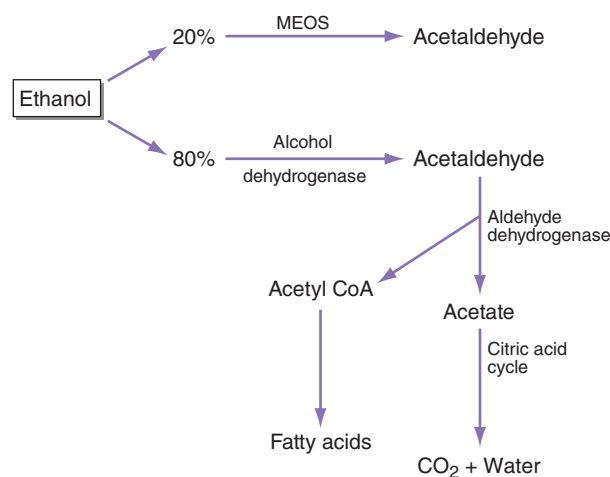 MEOS
20%
Acetaldehyde
Ethanol
80%
Alcohol
dehydrogenase
Acetaldehyde
Aldehyde
dehydrogenase
Acetyl CoA
Acetate
Citric acid
cycle
Fatty acids
CO₂ + Water